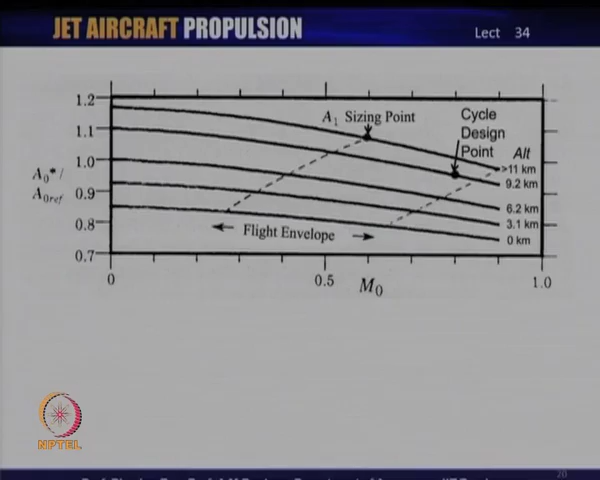 JET AIRCRAFT PROPULSION
Lect 34
1.2
1.1
1.0
0.9
0.8
0.7
A0*/
A0ref
A1 Sizing Point
Cycle
Design
Point
Alt
>11 km
9.2 km
6.2 km
3.1 km
0 km
Flight Envelope
0
0.5
M0
1.0
NPTEL
20